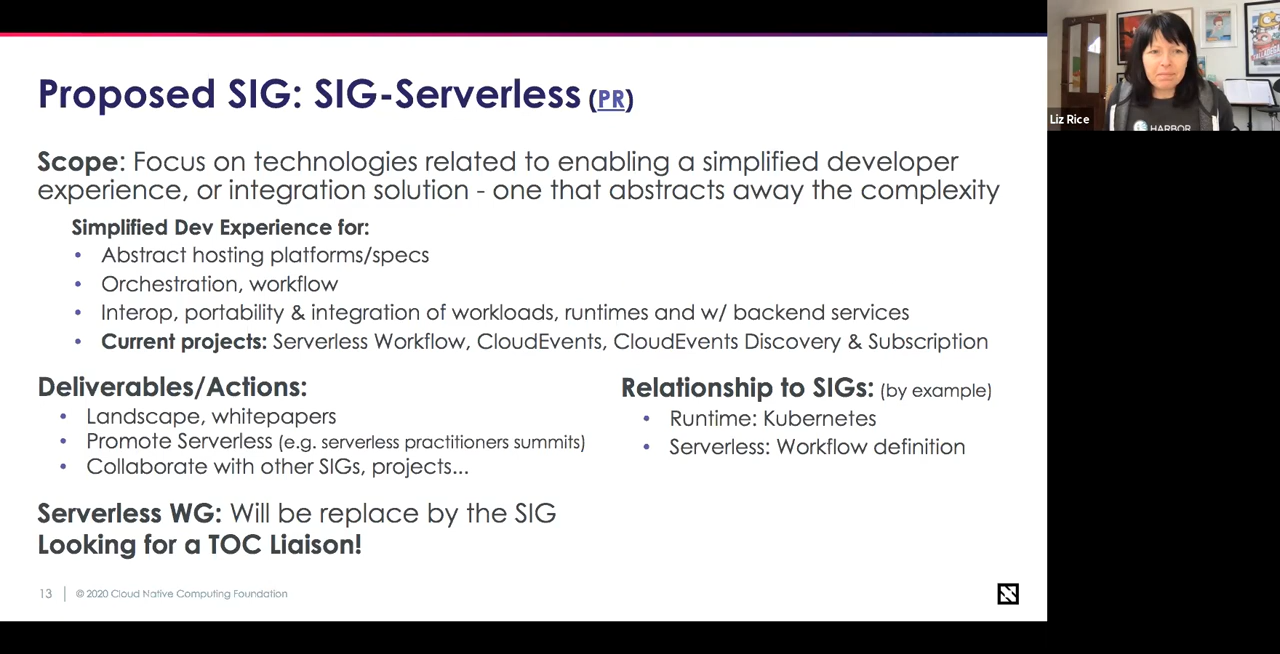 Proposed SIG: SIG-Serverless (PR)
Scope: Focus on technologies related to enabling a simplified developer
experience, or integration solution - one that abstracts away the complexity
Simplified Dev Experience for:
• Abstract hosting platforms/specs
• Orchestration, workflow
• Interop, portability & integration of workloads, runtimes and w/ backend services
• Current projects: Serverless Workflow, CloudEvents, CloudEvents Discovery & Subscription
Deliverables/Actions:
• Landscape, whitepapers
• Promote Serverless (e.g. serverless practitioners summits)
• Collaborate with other SIGs, projects...
Relationship to SIGs: (by example)
• Runtime: Kubernetes
• Serverless: Workflow definition
Serverless WG: Will be replace by the SIG
Looking for a TOC Liaison!
13 | © 2020 Cloud Native Computing Foundation
Liz Rice
HARBOR